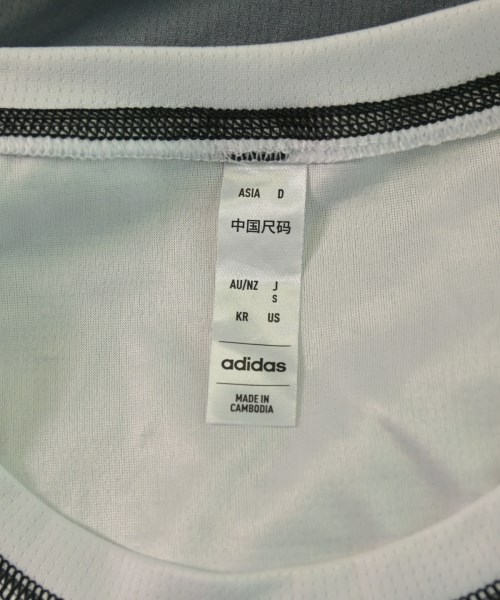 ASIA D
中国尺码
AU/NZ J
S
KR US
adidas
MADE IN
CAMBODIA